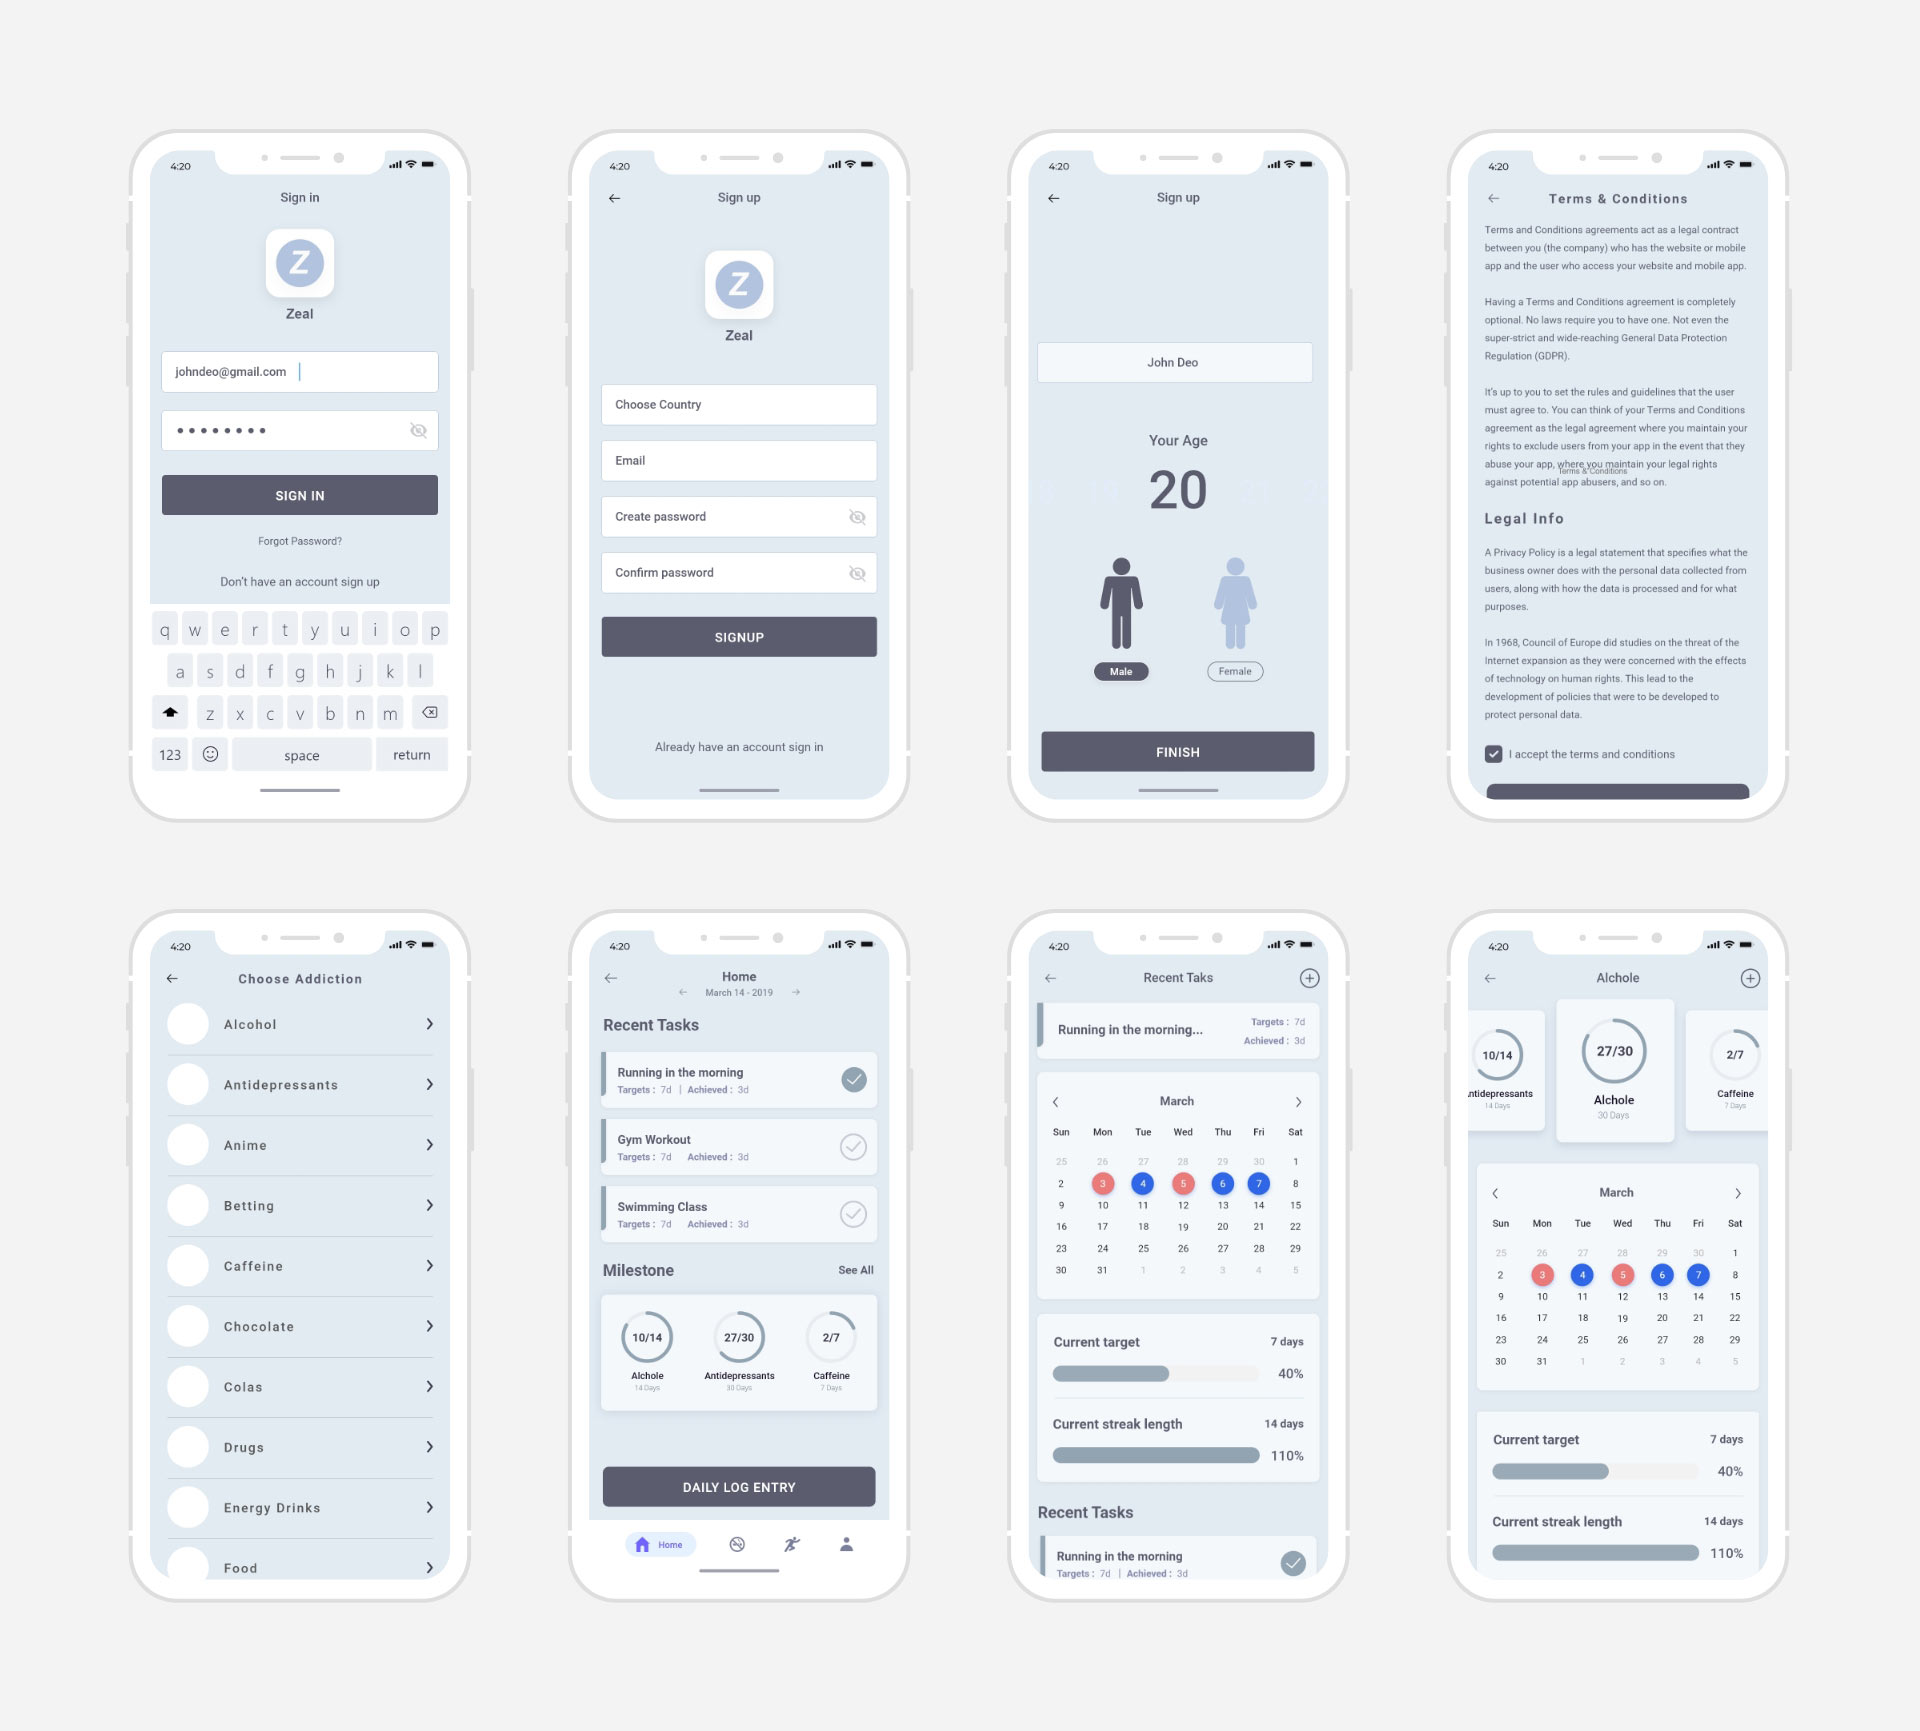 4:20
Sign in
Z
Zeal
johndeo@gmail.com
SIGN IN
Forgot Password?
Don't have an account sign up
q w e r t y u i o p
a s d f g h j k l
z x c v b n m
123 space return
4:20
Sign up
Z
Zeal
Choose Country
Email
Create password
Confirm password
SIGNUP
Already have an account sign in
4:20
Sign up
John Deo
Your Age
19 20 21
Male Female
FINISH
4:20
Terms & Conditions
Terms and Conditions agreements act as a legal contract
between you (the company) who has the website or mobile
app and the user who access your website and mobile app.
Having a Terms and Conditions agreement is completely
optional. No laws require you to have one. Not even the
super-strict and wide-reaching General Data Protection
Regulation (GDPR).
It's up to you to set the rules and guidelines that the user
must agree to. You can think of your Terms and Conditions
agreement as the legal agreement where you maintain your
rights to exclude users from your app in the event that they
abuse your app, where you maintain your legal rights
Terms & Conditions
against potential app abusers, and so on.
Legal Info
A Privacy Policy is a legal statement that specifies what the
business owner does with the personal data collected from
users, along with how the data is processed and for what
purposes.
In 1968, Council of Europe did studies on the threat of the
Internet expansion as they were concerned with the effects
of technology on human rights. This lead to the
development of policies that were to be developed to
protect personal data.
I accept the terms and conditions
4:20
Choose Addiction
Alcohol
Antidepressants
Anime
Betting
Caffeine
Chocolate
Colas
Drugs
Energy Drinks
Food
4:20
Home
March 14 - 2019
Recent Tasks
Running in the morning
Targets : 7d | Achieved : 3d
Gym Workout
Targets : 7d Achieved : 3d
Swimming Class
Targets : 7d Achieved : 3d
Milestone See All
10/14 27/30 2/7
Alchole Antidepressants Caffeine
14 Days 30 Days 7 Days
DAILY LOG ENTRY
Home
4:20
Recent Taks
Running in the morning...
Targets : 7d
Achieved : 3d
March
Sun Mon Tue Wed Thu Fri Sat
25 26 27 28 29 30 1
2 3 4 5 6 7 8
9 10 11 12 13 14 15
16 17 18 19 20 21 22
23 24 25 26 27 28 29
30 31 1 2 3 4 5
Current target 7 days
40%
Current streak length 14 days
110%
Recent Tasks
Running in the morning
Targets : 7d | Achieved : 3d
4:20
Alchole
10/14 27/30 2/7
ntidepressants Alchole Caffeine
14 Days 30 Days 7 Days
March
Sun Mon Tue Wed Thu Fri Sat
25 26 27 28 29 30 1
2 3 4 5 6 7 8
9 10 11 12 13 14 15
16 17 18 19 20 21 22
23 24 25 26 27 28 29
30 31 1 2 3 4 5
Current target 7 days
40%
Current streak length 14 days
110%